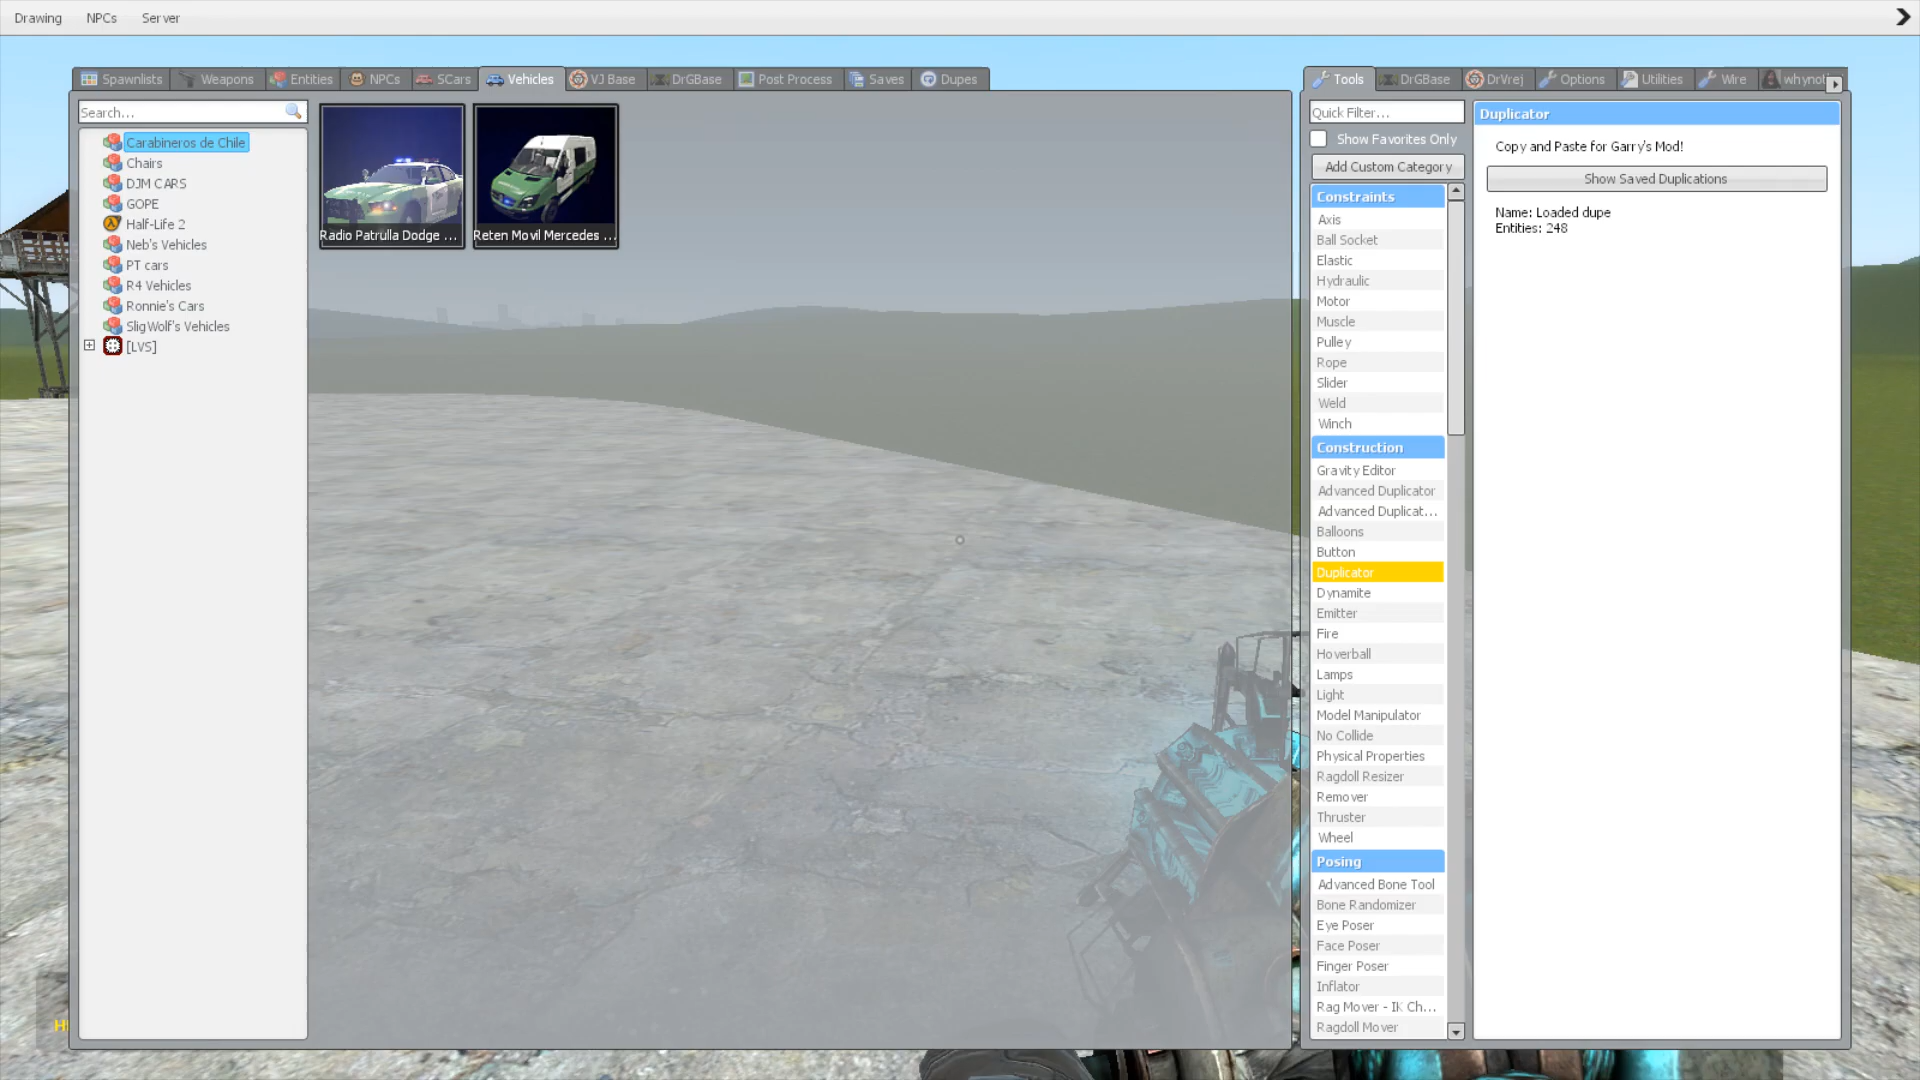 Drawing NPCs Server
Spawnlists Weapons Entities NPCs SCars Vehicles VJ Base DrGBase Post Process Saves Dupes
Search...
Carabineros de Chile
Chairs
DJM CARS
GOPE
Half-Life 2
Neb's Vehicles
PT cars
R4 Vehicles
Ronnie's Cars
SligWolf's Vehicles
[LVS]
Radio Patrulla Dodge ...
Reten Movil Mercedes ...
Tools DrGBase DrVrej Options Utilities Wire
Quick Filter...
Show Favorites Only
Add Custom Category
Constraints
Axis
Ball Socket
Elastic
Hydraulic
Motor
Muscle
Pulley
Rope
Slider
Weld
Winch
Construction
Gravity Editor
Advanced Duplicator
Advanced Duplicat...
Balloons
Button
Duplicator
Dynamite
Emitter
Fire
Hoverball
Lamps
Light
Model Manipulator
No Collide
Physical Properties
Ragdoll Resizer
Remover
Thruster
Wheel
Posing
Advanced Bone Tool
Bone Randomizer
Eye Poser
Face Poser
Finger Poser
Inflator
Rag Mover - IK Ch...
Ragdoll Mover
Duplicator
Copy and Paste for Garry's Mod!
Show Saved Duplications
Name: Loaded dupe
Entities: 248